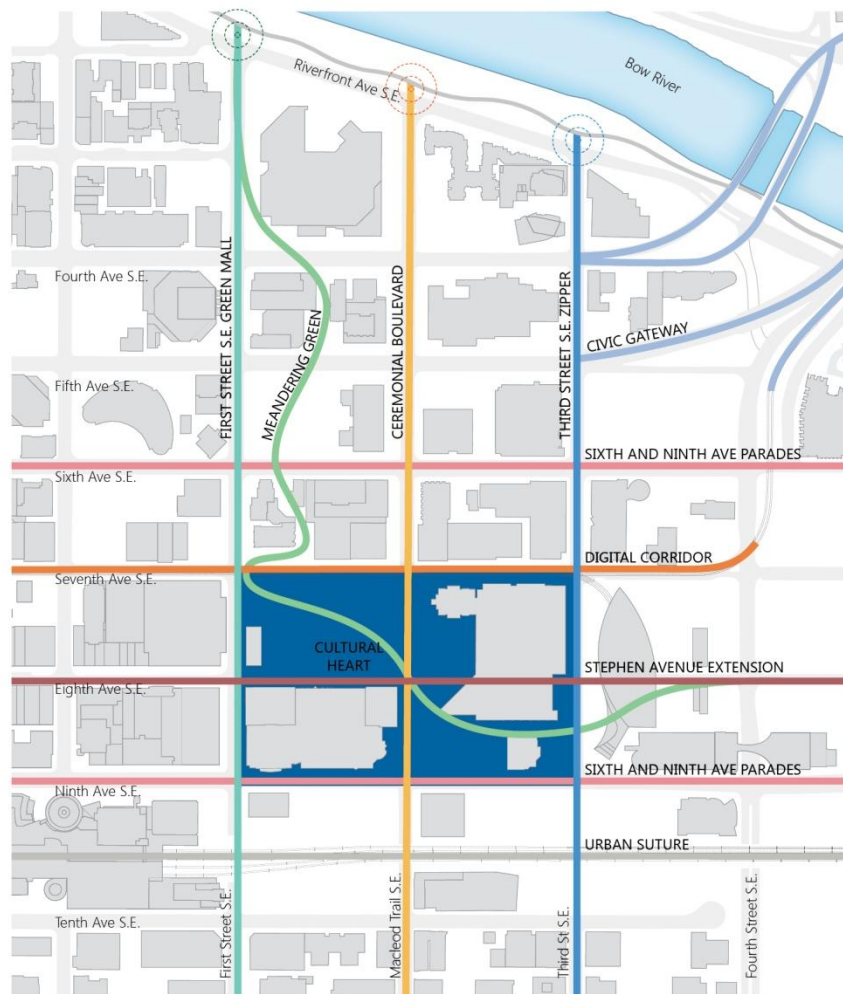 Bow River
Riverfront Ave S.E.
Fourth Ave S.E.
FIRST STREET S.E. GREEN MALL
MEANDERING GREEN
CEREMONIAL BOULEVARD
THIRD STREET S.E. ZIPPER
CIVIC GATEWAY
Fifth Ave S.E.
SIXTH AND NINTH AVE PARADES
Sixth Ave S.E.
DIGITAL CORRIDOR
Seventh Ave S.E.
CULTURAL
HEART
STEPHEN AVENUE EXTENSION
Eighth Ave S.E.
SIXTH AND NINTH AVE PARADES
Ninth Ave S.E.
URBAN SUTURE
Tenth Ave S.E.
First Street S.E.
Macleod Trail S.E.
Third St S.E.
Fourth Street S.E.